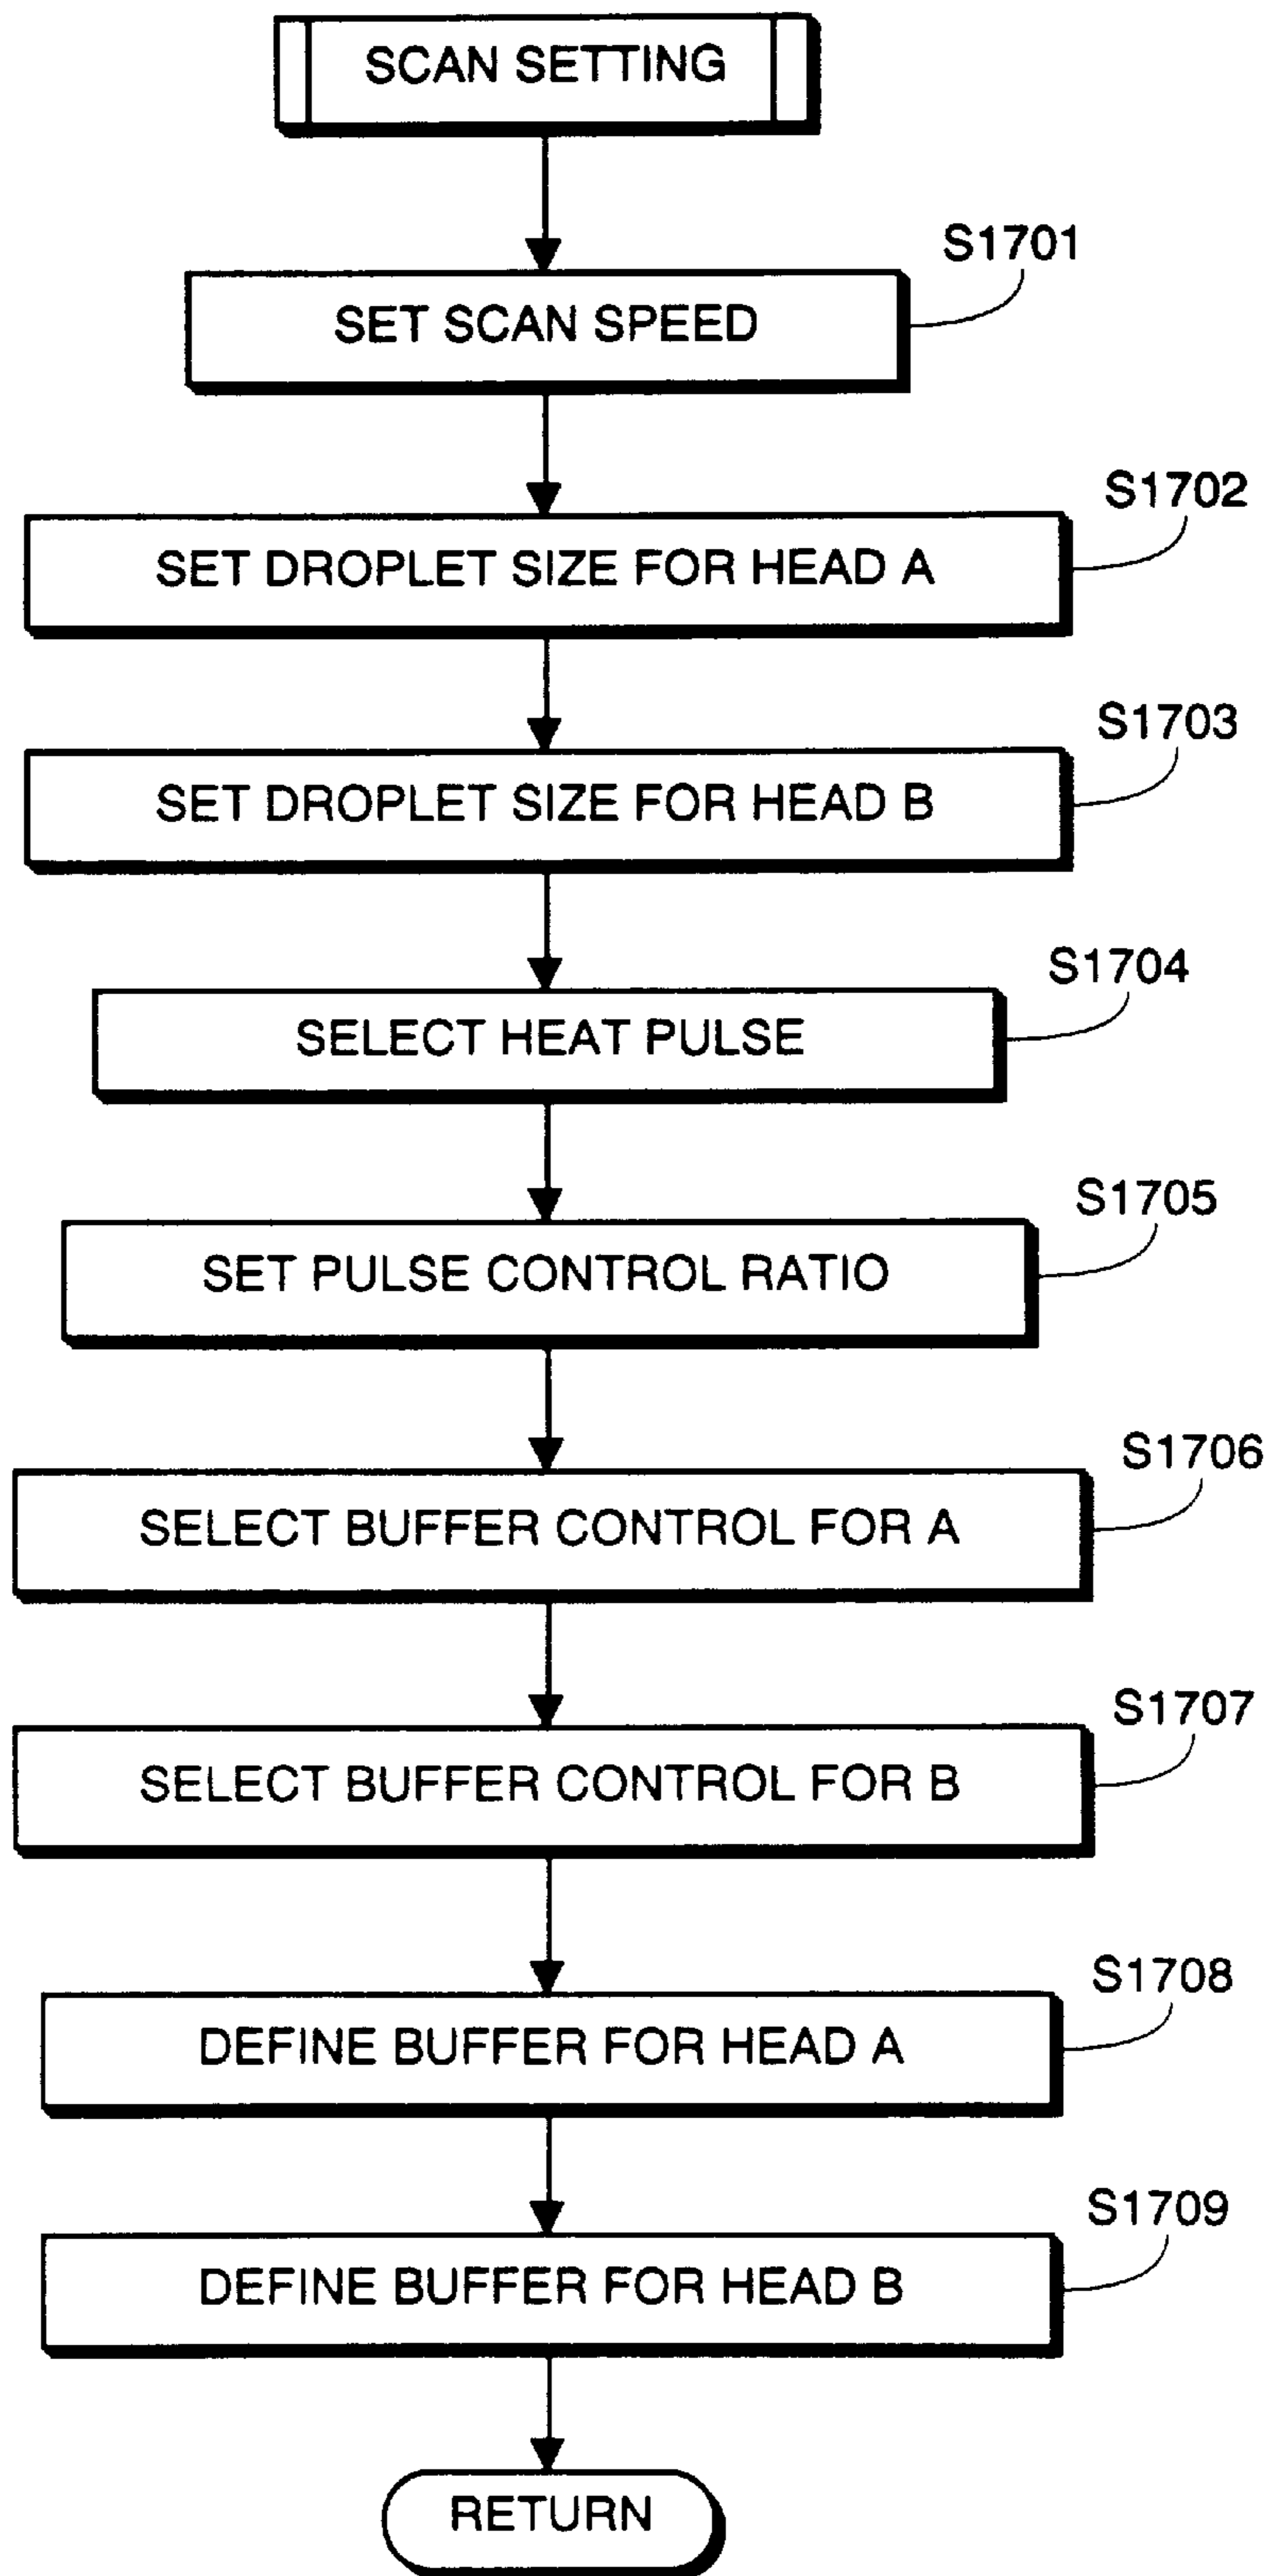 SCAN SETTING
S1701
SET SCAN SPEED
S1702
SET DROPLET SIZE FOR HEAD A
S1703
SET DROPLET SIZE FOR HEAD B
S1704
SELECT HEAT PULSE
S1705
SET PULSE CONTROL RATIO
S1706
SELECT BUFFER CONTROL FOR A
S1707
SELECT BUFFER CONTROL FOR B
S1708
DEFINE BUFFER FOR HEAD A
S1709
DEFINE BUFFER FOR HEAD B
RETURN